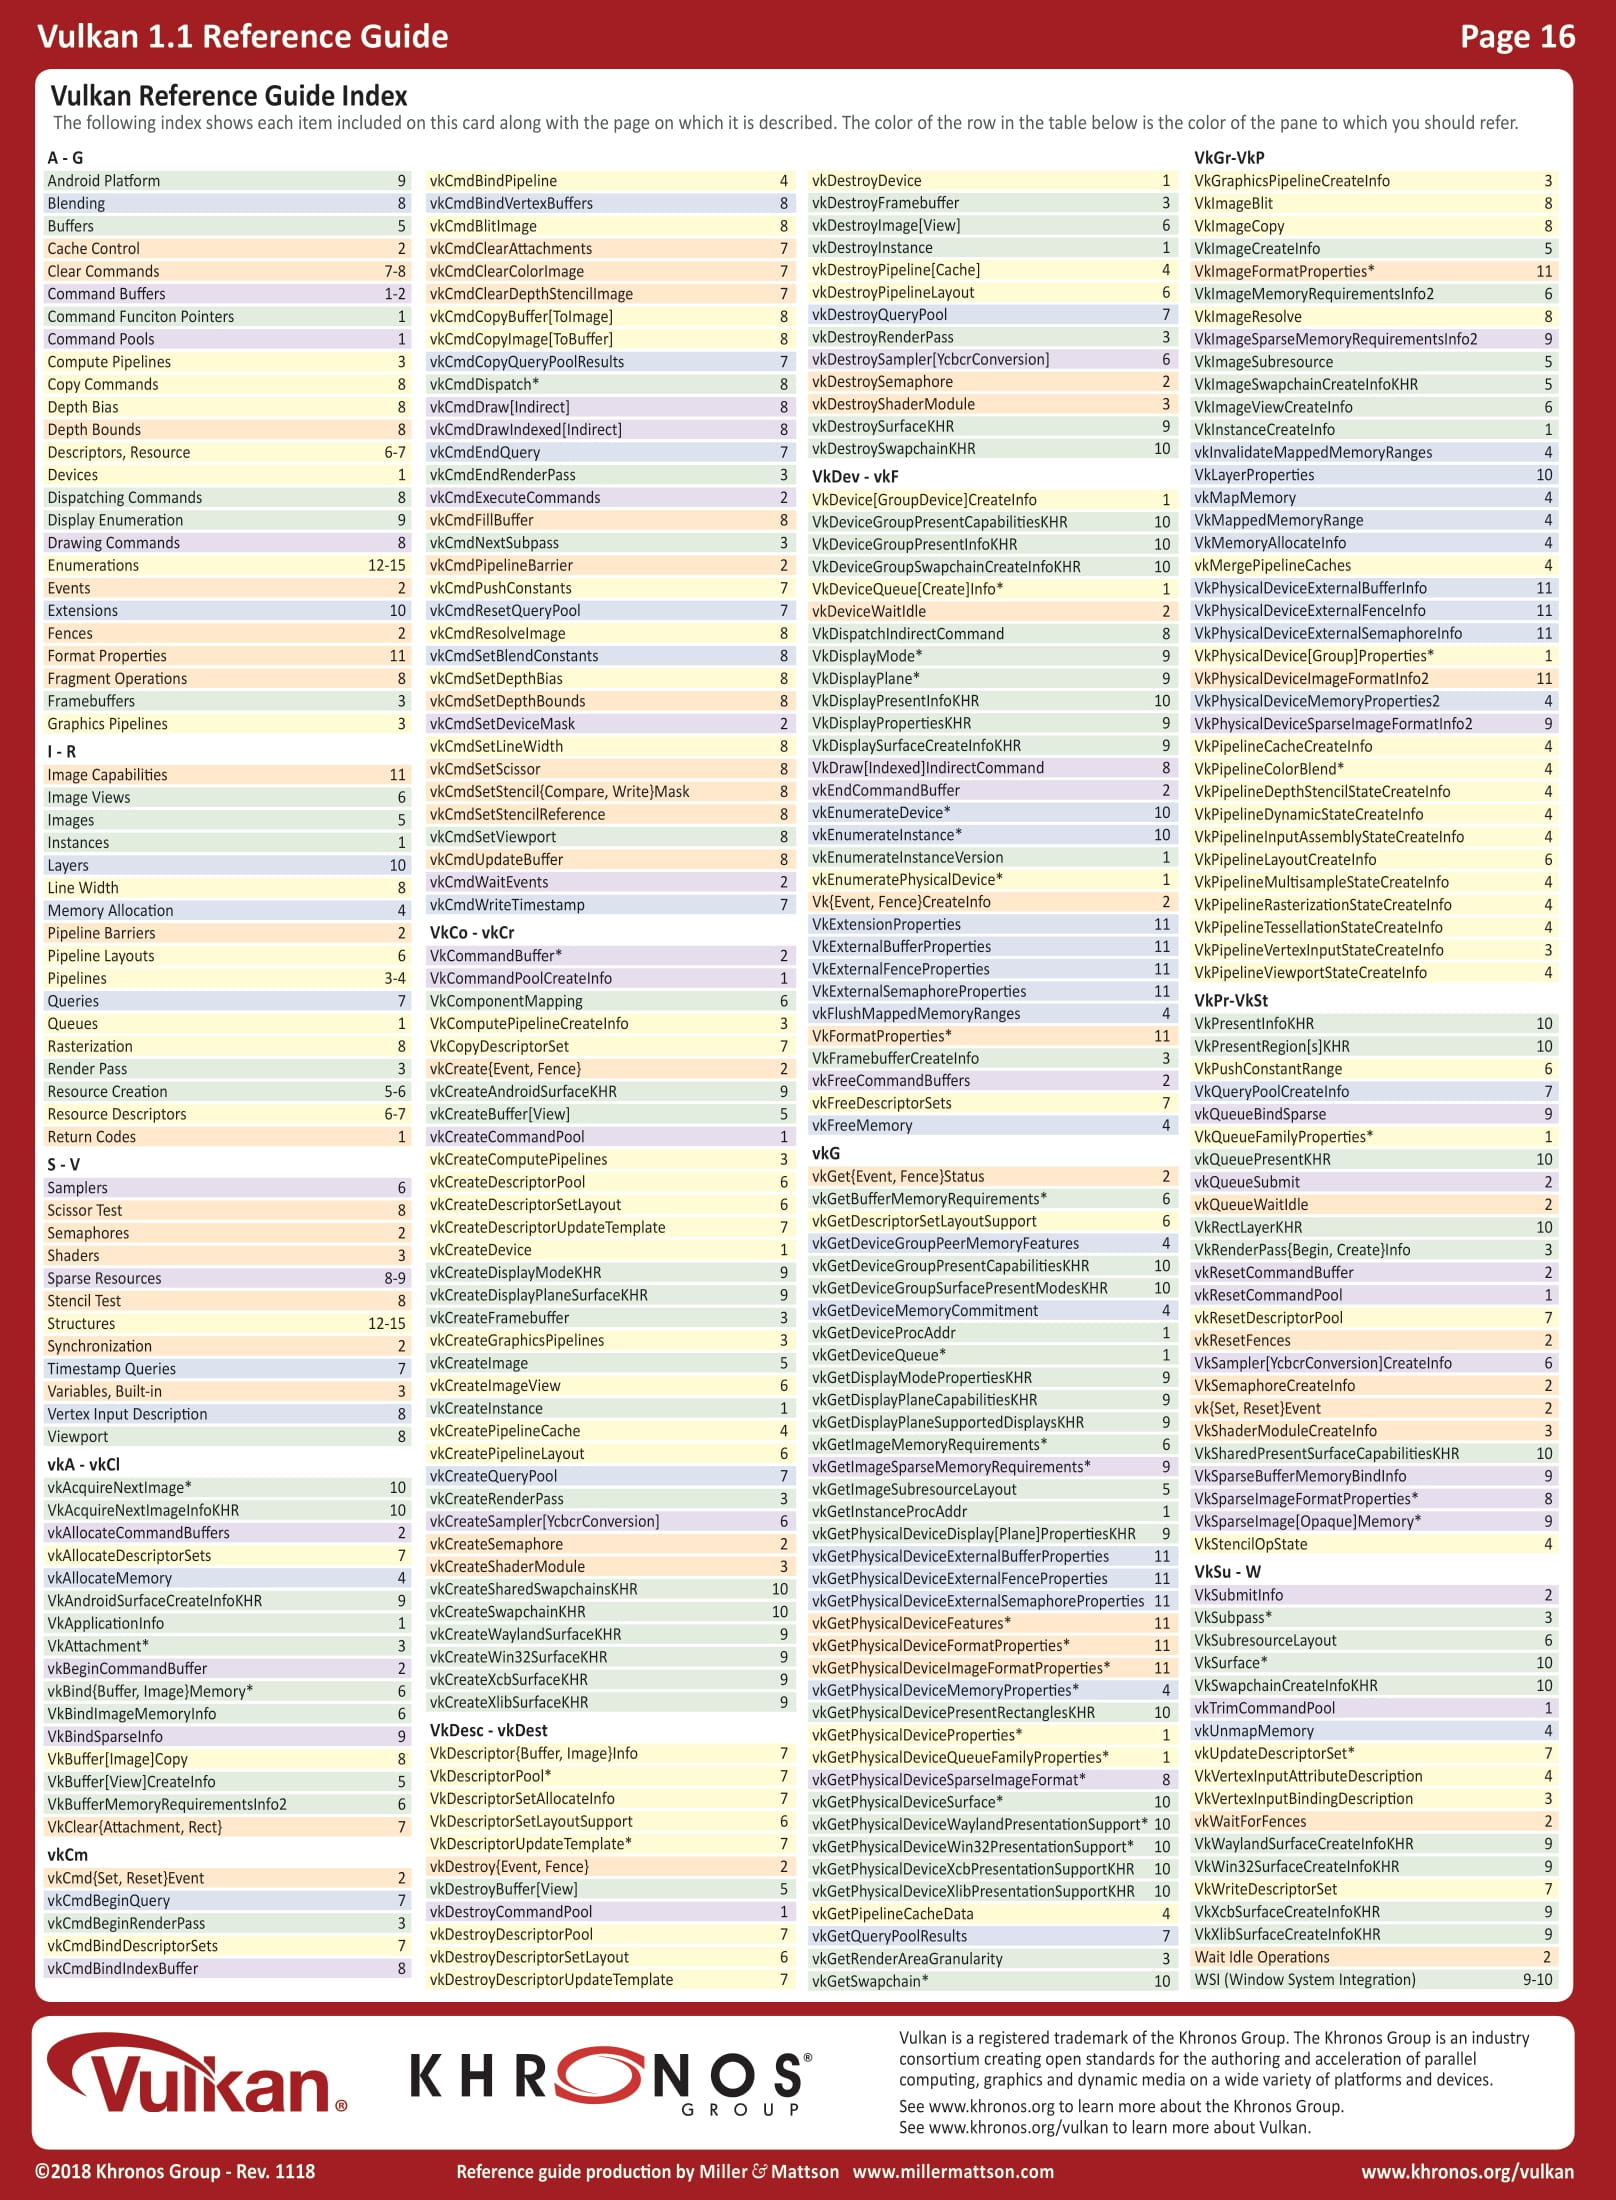 Vulkan 1.1 Reference Guide
Page 16
Vulkan Reference Guide Index
The following index shows each item included on this card along with the page on which it is described. The color of the row in the table below is the color of the pane to which you should refer.
A - G
Android Platform 9
Blending 8
Buffers 5
Cache Control 2
Clear Commands 7-8
Command Buffers 1-2
Command Funciton Pointers 1
Command Pools 1
Compute Pipelines 3
Copy Commands 8
Depth Bias 8
Depth Bounds 8
Descriptors, Resource 6-7
Devices 1
Dispatching Commands 8
Display Enumeration 9
Drawing Commands 8
Enumerations 12-15
Events 2
Extensions 10
Fences 2
Format Properties 11
Fragment Operations 8
Framebuffers 3
Graphics Pipelines 3
I - R
Image Capabilities 11
Image Views 6
Images 5
Instances 1
Layers 10
Line Width 8
Memory Allocation 4
Pipeline Barriers 2
Pipeline Layouts 6
Pipelines 3-4
Queries 7
Queues 1
Rasterization 8
Render Pass 3
Resource Creation 5-6
Resource Descriptors 6-7
Return Codes 1
S - V
Samplers 6
Scissor Test 8
Semaphores 2
Shaders 3
Sparse Resources 8-9
Stencil Test 8
Structures 12-15
Synchronization 2
Timestamp Queries 7
Variables, Built-in 3
Vertex Input Description 8
Viewport 8
vkA - vkCl
vkAcquireNextImage* 10
VkAcquireNextImageInfoKHR 10
vkAllocateCommandBuffers 2
vkAllocateDescriptorSets 7
vkAllocateMemory 4
VkAndroidSurfaceCreateInfoKHR 9
VkApplicationInfo 1
VkAttachment* 3
vkBeginCommandBuffer 2
vkBind{Buffer, Image}Memory* 6
VkBindImageMemoryInfo 6
VkBindSparseInfo 9
VkBuffer[Image]Copy 8
VkBuffer[View]CreateInfo 5
VkBufferMemoryRequirementsInfo2 6
VkClear{Attachment, Rect} 7
vkCm
vkCmd{Set, Reset}Event 2
vkCmdBeginQuery 7
vkCmdBeginRenderPass 3
vkCmdBindDescriptorSets 7
vkCmdBindIndexBuffer 8
vkCmdBindPipeline 4
vkCmdBindVertexBuffers 8
vkCmdBlitImage 8
vkCmdClearAttachments 7
vkCmdClearColorImage 7
vkCmdClearDepthStencilImage 7
vkCmdCopyBuffer[ToImage] 8
vkCmdCopyImage[ToBuffer] 8
vkCmdCopyQueryPoolResults 7
vkCmdDispatch* 8
vkCmdDraw[Indirect] 8
vkCmdDrawIndexed[Indirect] 8
vkCmdEndQuery 7
vkCmdEndRenderPass 3
vkCmdExecuteCommands 2
vkCmdFillBuffer 8
vkCmdNextSubpass 3
vkCmdPipelineBarrier 2
vkCmdPushConstants 7
vkCmdResetQueryPool 7
vkCmdResolveImage 8
vkCmdSetBlendConstants 8
vkCmdSetDepthBias 8
vkCmdSetDepthBounds 8
vkCmdSetDeviceMask 2
vkCmdSetLineWidth 8
vkCmdSetScissor 8
vkCmdSetStencil{Compare, Write}Mask 8
vkCmdSetStencilReference 8
vkCmdSetViewport 8
vkCmdUpdateBuffer 8
vkCmdWaitEvents 2
vkCmdWriteTimestamp 7
VkCo - vkCr
VkCommandBuffer* 2
VkCommandPoolCreateInfo 1
VkComponentMapping 6
VkComputePipelineCreateInfo 3
VkCopyDescriptorSet 7
vkCreate{Event, Fence} 2
vkCreateAndroidSurfaceKHR 9
vkCreateBuffer[View] 5
vkCreateCommandPool 1
vkCreateComputePipelines 3
vkCreateDescriptorPool 6
vkCreateDescriptorSetLayout 6
vkCreateDescriptorUpdateTemplate 7
vkCreateDevice 1
vkCreateDisplayModeKHR 9
vkCreateDisplayPlaneSurfaceKHR 9
vkCreateFramebuffer 3
vkCreateGraphicsPipelines 3
vkCreateImage 5
vkCreateImageView 6
vkCreateInstance 1
vkCreatePipelineCache 4
vkCreatePipelineLayout 6
vkCreateQueryPool 7
vkCreateRenderPass 3
vkCreateSampler[YcbcrConversion] 6
vkCreateSemaphore 2
vkCreateShaderModule 3
vkCreateSharedSwapchainsKHR 10
vkCreateSwapchainKHR 10
vkCreateWaylandSurfaceKHR 9
vkCreateWin32SurfaceKHR 9
vkCreateXcbSurfaceKHR 9
vkCreateXlibSurfaceKHR 9
VkDesc - vkDest
VkDescriptor{Buffer, Image}Info 7
VkDescriptorPool* 7
VkDescriptorSetAllocateInfo 7
VkDescriptorSetLayoutSupport 6
VkDescriptorUpdateTemplate* 7
vkDestroy{Event, Fence} 2
vkDestroyBuffer[View] 5
vkDestroyCommandPool 1
vkDestroyDescriptorPool 7
vkDestroyDescriptorSetLayout 6
vkDestroyDescriptorUpdateTemplate 7
vkDestroyDevice 1
vkDestroyFramebuffer 3
vkDestroyImage[View] 6
vkDestroyInstance 1
vkDestroyPipeline[Cache] 4
vkDestroyPipelineLayout 6
vkDestroyQueryPool 7
vkDestroyRenderPass 3
vkDestroySampler[YcbcrConversion] 6
vkDestroySemaphore 2
vkDestroyShaderModule 3
vkDestroySurfaceKHR 9
vkDestroySwapchainKHR 10
VkDev - vkF
VkDevice[GroupDevice]CreateInfo 1
VkDeviceGroupPresentCapabilitiesKHR 10
VkDeviceGroupPresentInfoKHR 10
VkDeviceGroupSwapchainCreateInfoKHR 10
VkDeviceQueue[Create]Info* 1
vkDeviceWaitIdle 2
VkDispatchIndirectCommand 8
VkDisplayMode* 9
VkDisplayPlane* 9
VkDisplayPresentInfoKHR 10
VkDisplayPropertiesKHR 9
VkDisplaySurfaceCreateInfoKHR 9
VkDraw[Indexed]IndirectCommand 8
vkEndCommandBuffer 2
vkEnumerateDevice* 10
vkEnumerateInstance* 10
vkEnumerateInstanceVersion 1
vkEnumeratePhysicalDevice* 1
Vk{Event, Fence}CreateInfo 2
VkExtensionProperties 11
VkExternalBufferProperties 11
VkExternalFenceProperties 11
VkExternalSemaphoreProperties 11
vkFlushMappedMemoryRanges 4
VkFormatProperties* 11
VkFramebufferCreateInfo 3
vkFreeCommandBuffers 2
vkFreeDescriptorSets 7
vkFreeMemory 4
vkG
vkGet{Event, Fence}Status 2
vkGetBufferMemoryRequirements* 6
vkGetDescriptorSetLayoutSupport 6
vkGetDeviceGroupPeerMemoryFeatures 4
vkGetDeviceGroupPresentCapabilitiesKHR 10
vkGetDeviceGroupSurfacePresentModesKHR 10
vkGetDeviceMemoryCommitment 4
vkGetDeviceProcAddr 1
vkGetDeviceQueue* 1
vkGetDisplayModePropertiesKHR 9
vkGetDisplayPlaneCapabilitiesKHR 9
vkGetDisplayPlaneSupportedDisplaysKHR 9
vkGetImageMemoryRequirements* 6
vkGetImageSparseMemoryRequirements* 9
vkGetImageSubresourceLayout 5
vkGetInstanceProcAddr 1
vkGetPhysicalDeviceDisplay[Plane]PropertiesKHR 9
vkGetPhysicalDeviceExternalBufferProperties 11
vkGetPhysicalDeviceExternalFenceProperties 11
vkGetPhysicalDeviceExternalSemaphoreProperties 11
vkGetPhysicalDeviceFeatures* 11
vkGetPhysicalDeviceFormatProperties* 11
vkGetPhysicalDeviceImageFormatProperties* 11
vkGetPhysicalDeviceMemoryProperties* 4
vkGetPhysicalDevicePresentRectanglesKHR 10
vkGetPhysicalDeviceProperties* 1
vkGetPhysicalDeviceQueueFamilyProperties* 1
vkGetPhysicalDeviceSparseImageFormat* 8
vkGetPhysicalDeviceSurface* 10
vkGetPhysicalDeviceWaylandPresentationSupport* 10
vkGetPhysicalDeviceWin32PresentationSupport* 10
vkGetPhysicalDeviceXcbPresentationSupportKHR 10
vkGetPhysicalDeviceXlibPresentationSupportKHR 10
vkGetPipelineCacheData 4
vkGetQueryPoolResults 7
vkGetRenderAreaGranularity 3
vkGetSwapchain* 10
VkGr-VkP
VkGraphicsPipelineCreateInfo 3
VkImageBlit 8
VkImageCopy 8
VkImageCreateInfo 5
VkImageFormatProperties* 11
VkImageMemoryRequirementsInfo2 6
VkImageResolve 8
VkImageSparseMemoryRequirementsInfo2 9
VkImageSubresource 5
VkImageSwapchainCreateInfoKHR 5
VkImageViewCreateInfo 6
VkInstanceCreateInfo 1
vkInvalidateMappedMemoryRanges 4
VkLayerProperties 10
vkMapMemory 4
VkMappedMemoryRange 4
VkMemoryAllocateInfo 4
vkMergePipelineCaches 4
VkPhysicalDeviceExternalBufferInfo 11
VkPhysicalDeviceExternalFenceInfo 11
VkPhysicalDeviceExternalSemaphoreInfo 11
VkPhysicalDevice[Group]Properties* 1
VkPhysicalDeviceImageFormatInfo2 11
VkPhysicalDeviceMemoryProperties2 4
VkPhysicalDeviceSparseImageFormatInfo2 9
VkPipelineCacheCreateInfo 4
VkPipelineColorBlend* 4
VkPipelineDepthStencilStateCreateInfo 4
VkPipelineDynamicStateCreateInfo 4
VkPipelineInputAssemblyStateCreateInfo 4
VkPipelineLayoutCreateInfo 6
VkPipelineMultisampleStateCreateInfo 4
VkPipelineRasterizationStateCreateInfo 4
VkPipelineTessellationStateCreateInfo 4
VkPipelineVertexInputStateCreateInfo 3
VkPipelineViewportStateCreateInfo 4
VkPr-VkSt
VkPresentInfoKHR 10
VkPresentRegion[s]KHR 10
VkPushConstantRange 6
VkQueryPoolCreateInfo 7
vkQueueBindSparse 9
VkQueueFamilyProperties* 1
vkQueuePresentKHR 10
vkQueueSubmit 2
vkQueueWaitIdle 2
VkRectLayerKHR 10
VkRenderPass{Begin, Create}Info 3
vkResetCommandBuffer 2
vkResetCommandPool 1
vkResetDescriptorPool 7
vkResetFences 2
VkSampler[YcbcrConversion]CreateInfo 6
VkSemaphoreCreateInfo 2
vk{Set, Reset}Event 2
VkShaderModuleCreateInfo 3
VkSharedPresentSurfaceCapabilitiesKHR 10
VkSparseBufferMemoryBindInfo 9
VkSparseImageFormatProperties* 8
VkSparseImage[Opaque]Memory* 9
VkStencilOpState 4
VkSu - W
VkSubmitInfo 2
VkSubpass* 3
VkSubresourceLayout 6
VkSurface* 10
VkSwapchainCreateInfoKHR 10
vkTrimCommandPool 1
vkUnmapMemory 4
vkUpdateDescriptorSet* 7
VkVertexInputAttributeDescription 4
VkVertexInputBindingDescription 3
vkWaitForFences 2
VkWaylandSurfaceCreateInfoKHR 9
VkWin32SurfaceCreateInfoKHR 9
VkWriteDescriptorSet 7
VkXcbSurfaceCreateInfoKHR 9
VkXlibSurfaceCreateInfoKHR 9
Wait Idle Operations 2
WSI (Window System Integration) 9-10
Vulkan®
KHRONOS®
GROUP
Vulkan is a registered trademark of the Khronos Group. The Khronos Group is an industry
consortium creating open standards for the authoring and acceleration of parallel
computing, graphics and dynamic media on a wide variety of platforms and devices.
See www.khronos.org to learn more about the Khronos Group.
See www.khronos.org/vulkan to learn more about Vulkan.
©2018 Khronos Group - Rev. 1118
Reference guide production by Miller & Mattson www.millermattson.com
www.khronos.org/vulkan